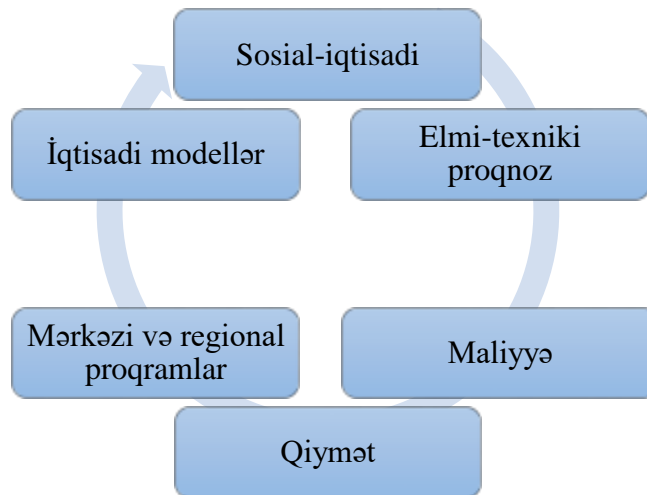 Sosial-iqtisadi
Elmi-texniki
proqnoz
Maliyyə
Qiymət
Mərkəzi və regional
proqramlar
İqtisadi modellər